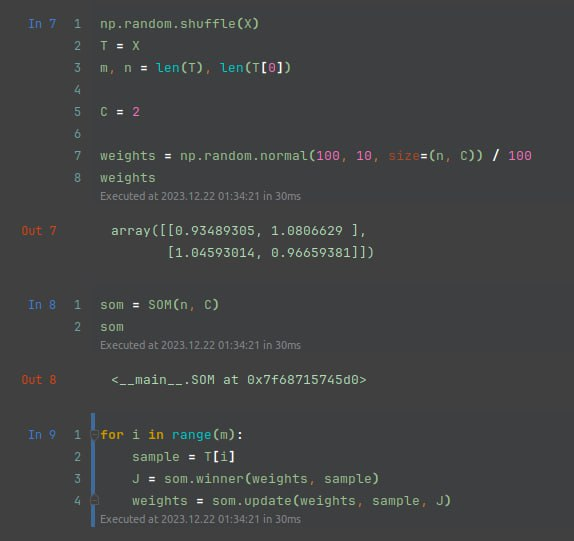 In 7 1 np.random.shuffle(X)
2 T = X
3 m, n = len(T), len(T[0])
4
5 C = 2
6
7 weights = np.random.normal(100, 10, size=(n, C)) / 100
8 weights
Executed at 2023.12.22 01:34:21 in 30ms
Out 7 array([[0.93489305, 1.0806629 ],
[1.04593014, 0.96659381]])
In 8 1 som = SOM(n, C)
2 som
Executed at 2023.12.22 01:34:21 in 30ms
Out 8 <__main__.SOM at 0x7f68715745d0>
In 9 1 for i in range(m):
2 sample = T[i]
3 J = som.winner(weights, sample)
4 weights = som.update(weights, sample, J)
Executed at 2023.12.22 01:34:21 in 30ms